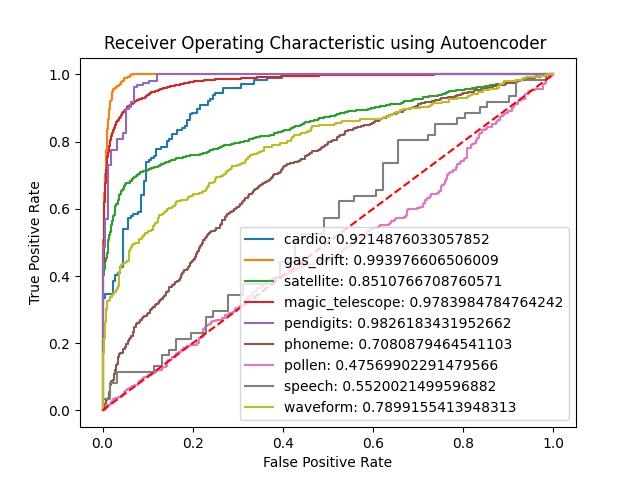 Receiver Operating Characteristic using Autoencoder
1.0
0.8
0.6
0.4
0.2
0.0
True Positive Rate
cardio: 0.9214876033057852
gas_drift: 0.993976606506009
satellite: 0.8510766708760571
magic_telescope: 0.9783984784764242
pendigits: 0.9826183431952662
phoneme: 0.7080879464541103
pollen: 0.47569902291479566
speech: 0.5520021499596882
waveform: 0.7899155413948313
0.0 0.2 0.4 0.6 0.8 1.0
False Positive Rate